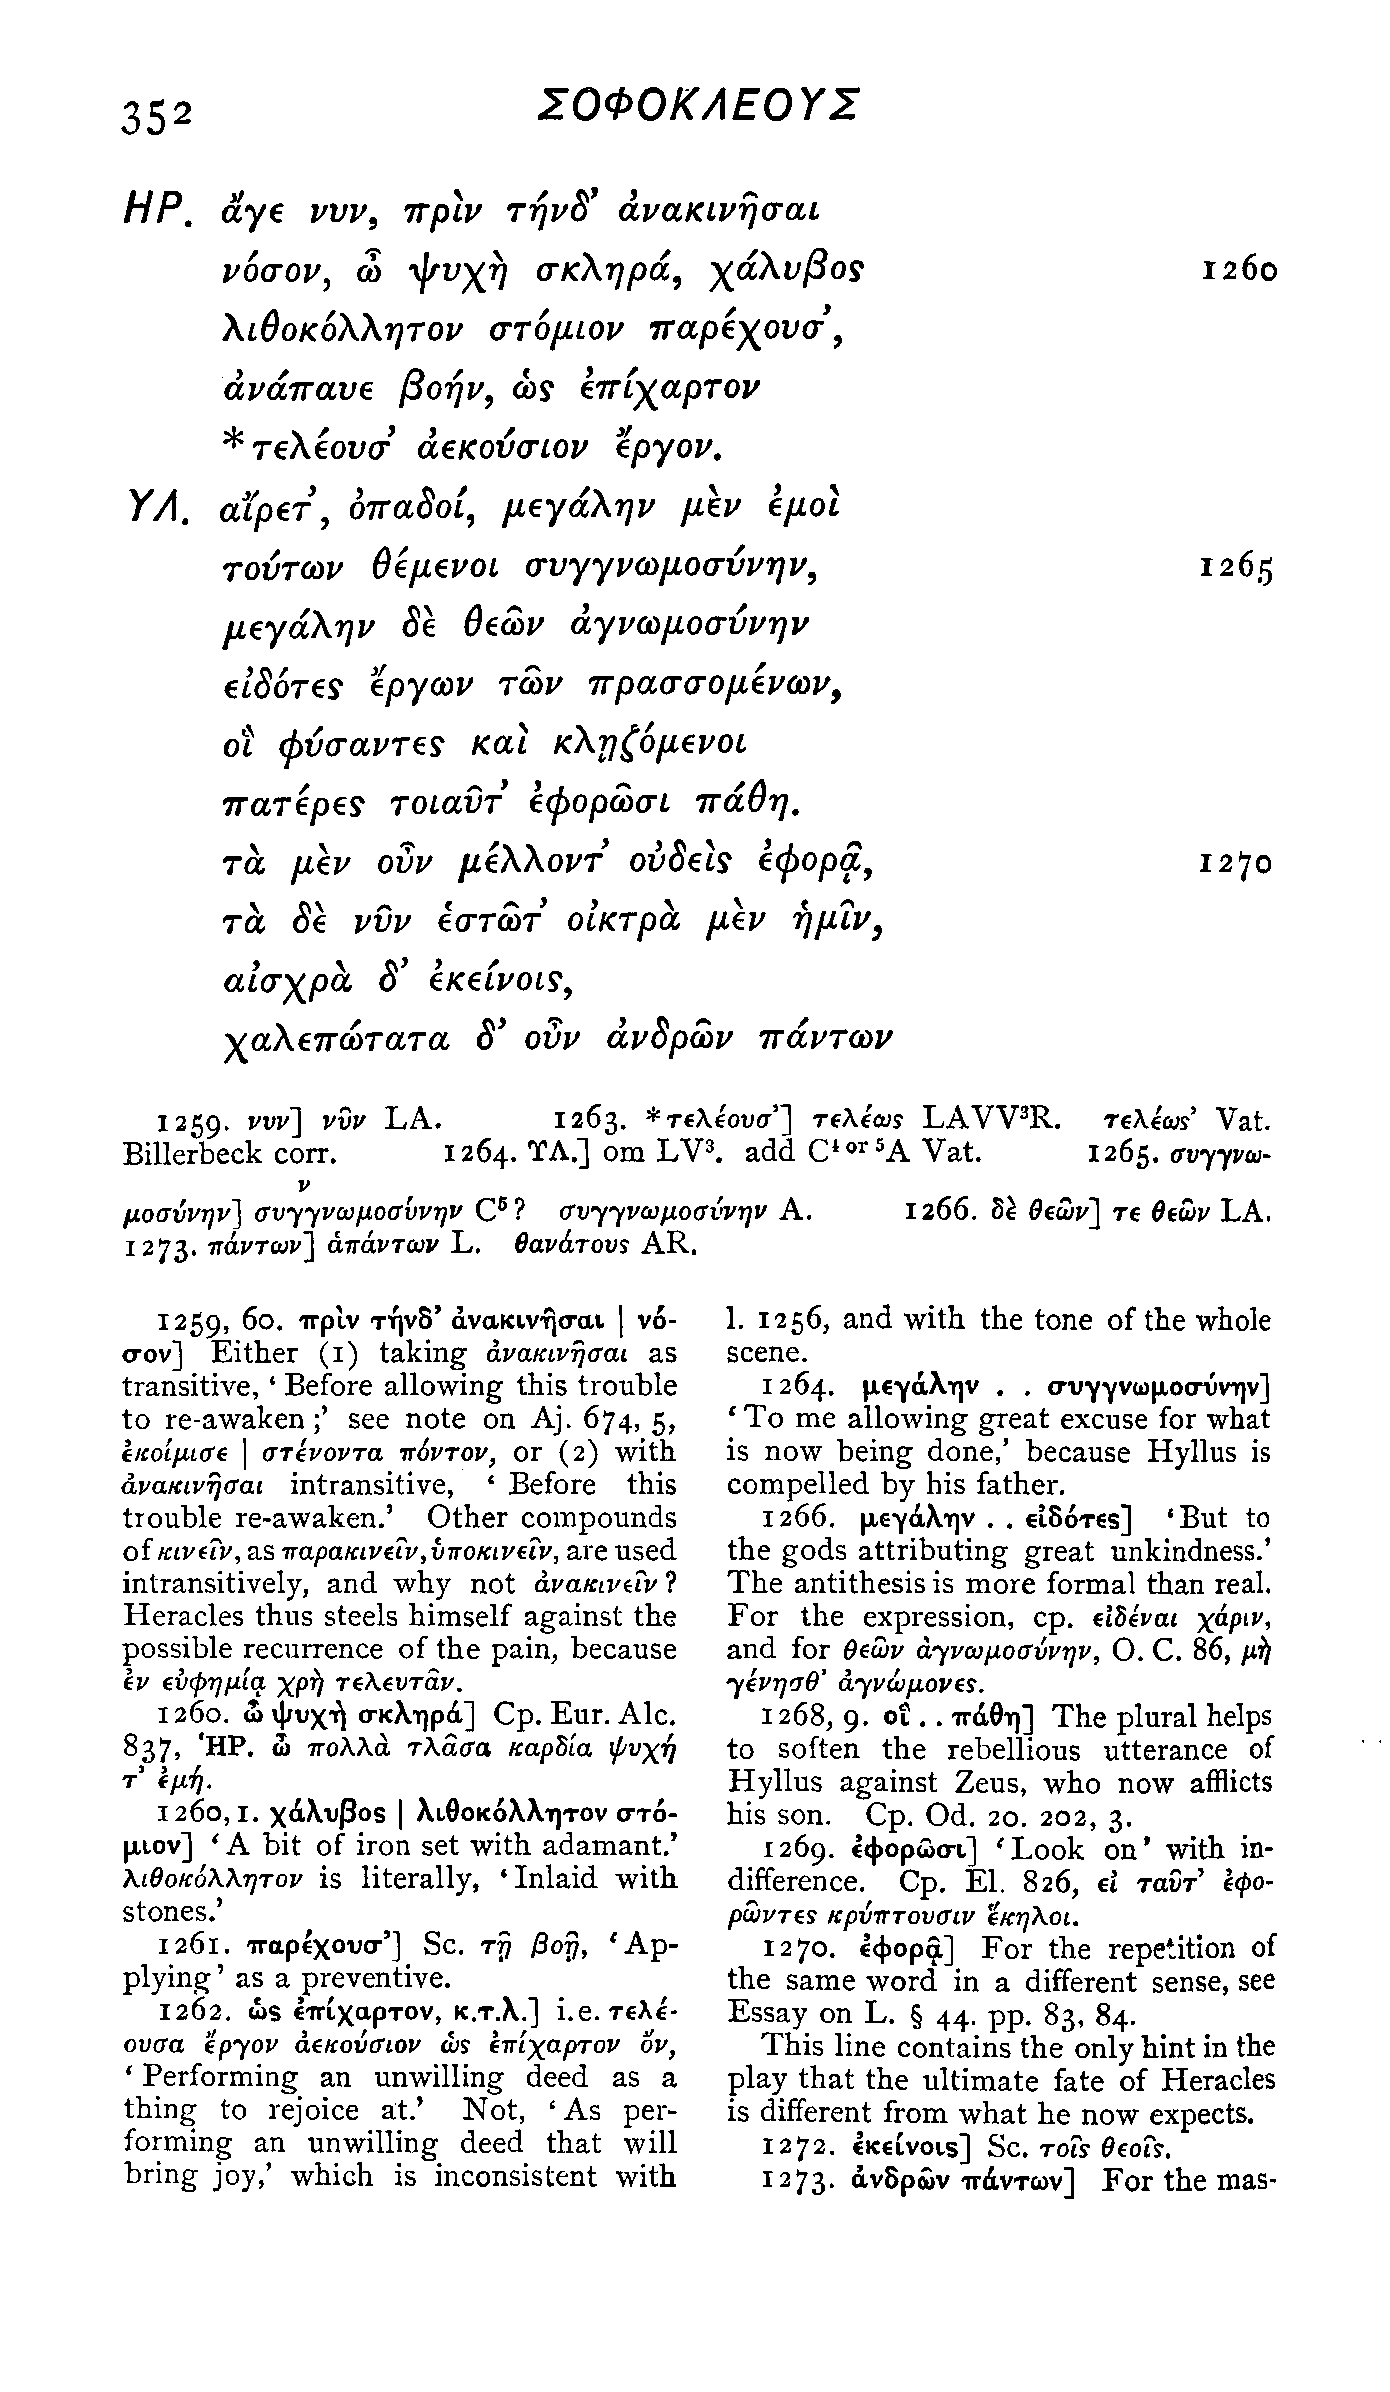 352 ΣΟΦΟΚΛΕΟΥΣ
ΗΡ. ἄγε νυν, πρὶν τήνδ’ ἀνακινῆσαι
νόσον, ὦ ψυχὴ σκληρά, χάλυβος 1260
λιθοκόλλητον στόμιον παρέχουσ’,
ἀνάπαυε βοήν, ὡς ἐπίχαρτον
*τελέουσ’ ἀεκούσιον ἔργον.
ΥΛ. αἴρετ’, ὀπαδοί, μεγάλην μὲν ἐμοὶ
τούτων θέμενοι συγγνωμοσύνην, 1265
μεγάλην δὲ θεῶν ἀγνωμοσύνην
εἰδότες ἔργων τῶν πρασσομένων,
οἳ φύσαντες καὶ κλῃζόμενοι
πατέρες τοιαῦτ’ ἐφορῶσι πάθη.
τὰ μὲν οὖν μέλλοντ’ οὐδεὶς ἐφορᾷ, 1270
τὰ δὲ νῦν ἑστῶτ’ οἰκτρὰ μὲν ἡμῖν,
αἰσχρὰ δ’ ἐκείνοις,
χαλεπώτατα δ’ οὖν ἀνδρῶν πάντων
1259. νυν] νῦν LA. 1263. *τελέουσ’] τελέως LAVV³R. τελέως’ Vat.
Billerbeck corr. 1264. ΥΛ.] om LV³. add C⁴ ᵒʳ ⁵A Vat. 1265. συγγνω-
ν
μοσύνην] συγγνωμοσύνην C⁵? συγγνωμοσύνην A. 1266. δὲ θεῶν] τε θεῶν LA.
1273. πάντων] ἁπάντων L. θανάτους AR.
1259, 60. πρὶν τήνδ’ ἀνακινῆσαι | νό-
σον] Either (1) taking ἀνακινῆσαι as
transitive, ‘Before allowing this trouble
to re-awaken;’ see note on Aj. 674, 5,
ἐκοίμισε | στένοντα πόντον, or (2) with
ἀνακινῆσαι intransitive, ‘Before this
trouble re-awaken.’ Other compounds
of κινεῖν, as παρακινεῖν, ὑποκινεῖν, are used
intransitively, and why not ἀνακινεῖν?
Heracles thus steels himself against the
possible recurrence of the pain, because
ἐν εὐφημίᾳ χρὴ τελευτᾶν.
1260. ὦ ψυχὴ σκληρά] Cp. Eur. Alc.
837, ἩΡ. ὦ πολλὰ τλᾶσα καρδία ψυχή
τ’ ἐμή.
1260, 1. χάλυβος | λιθοκόλλητον στό-
μιον] ‘A bit of iron set with adamant.’
λιθοκόλλητον is literally, ‘Inlaid with
stones.’
1261. παρέχουσ’] Sc. τῇ βοῇ, ‘Ap-
plying’ as a preventive.
1262. ὡς ἐπίχαρτον, κ.τ.λ.] i.e. τελέ-
ουσα ἔργον ἀεκούσιον ὡς ἐπίχαρτον ὄν,
‘Performing an unwilling deed as a
thing to rejoice at.’ Not, ‘As per-
forming an unwilling deed that will
bring joy,’ which is inconsistent with
l. 1256, and with the tone of the whole
scene.
1264. μεγάλην . . συγγνωμοσύνην]
‘To me allowing great excuse for what
is now being done,’ because Hyllus is
compelled by his father.
1266. μεγάλην . . εἰδότες] ‘But to
the gods attributing great unkindness.’
The antithesis is more formal than real.
For the expression, cp. εἰδέναι χάριν,
and for θεῶν ἀγνωμοσύνην, O. C. 86, μὴ
γένησθ’ ἀγνώμονες.
1268, 9. οἳ . . πάθη] The plural helps
to soften the rebellious utterance of
Hyllus against Zeus, who now afflicts
his son. Cp. Od. 20. 202, 3.
1269. ἐφορῶσι] ‘Look on’ with in-
difference. Cp. El. 826, εἰ ταῦτ’ ἐφο-
ρῶντες κρύπτουσιν ἕκηλοι.
1270. ἐφορᾷ] For the repetition of
the same word in a different sense, see
Essay on L. § 44. pp. 83, 84.
This line contains the only hint in the
play that the ultimate fate of Heracles
is different from what he now expects.
1272. ἐκείνοις] Sc. τοῖς θεοῖς.
1273. ἀνδρῶν πάντων] For the mas-